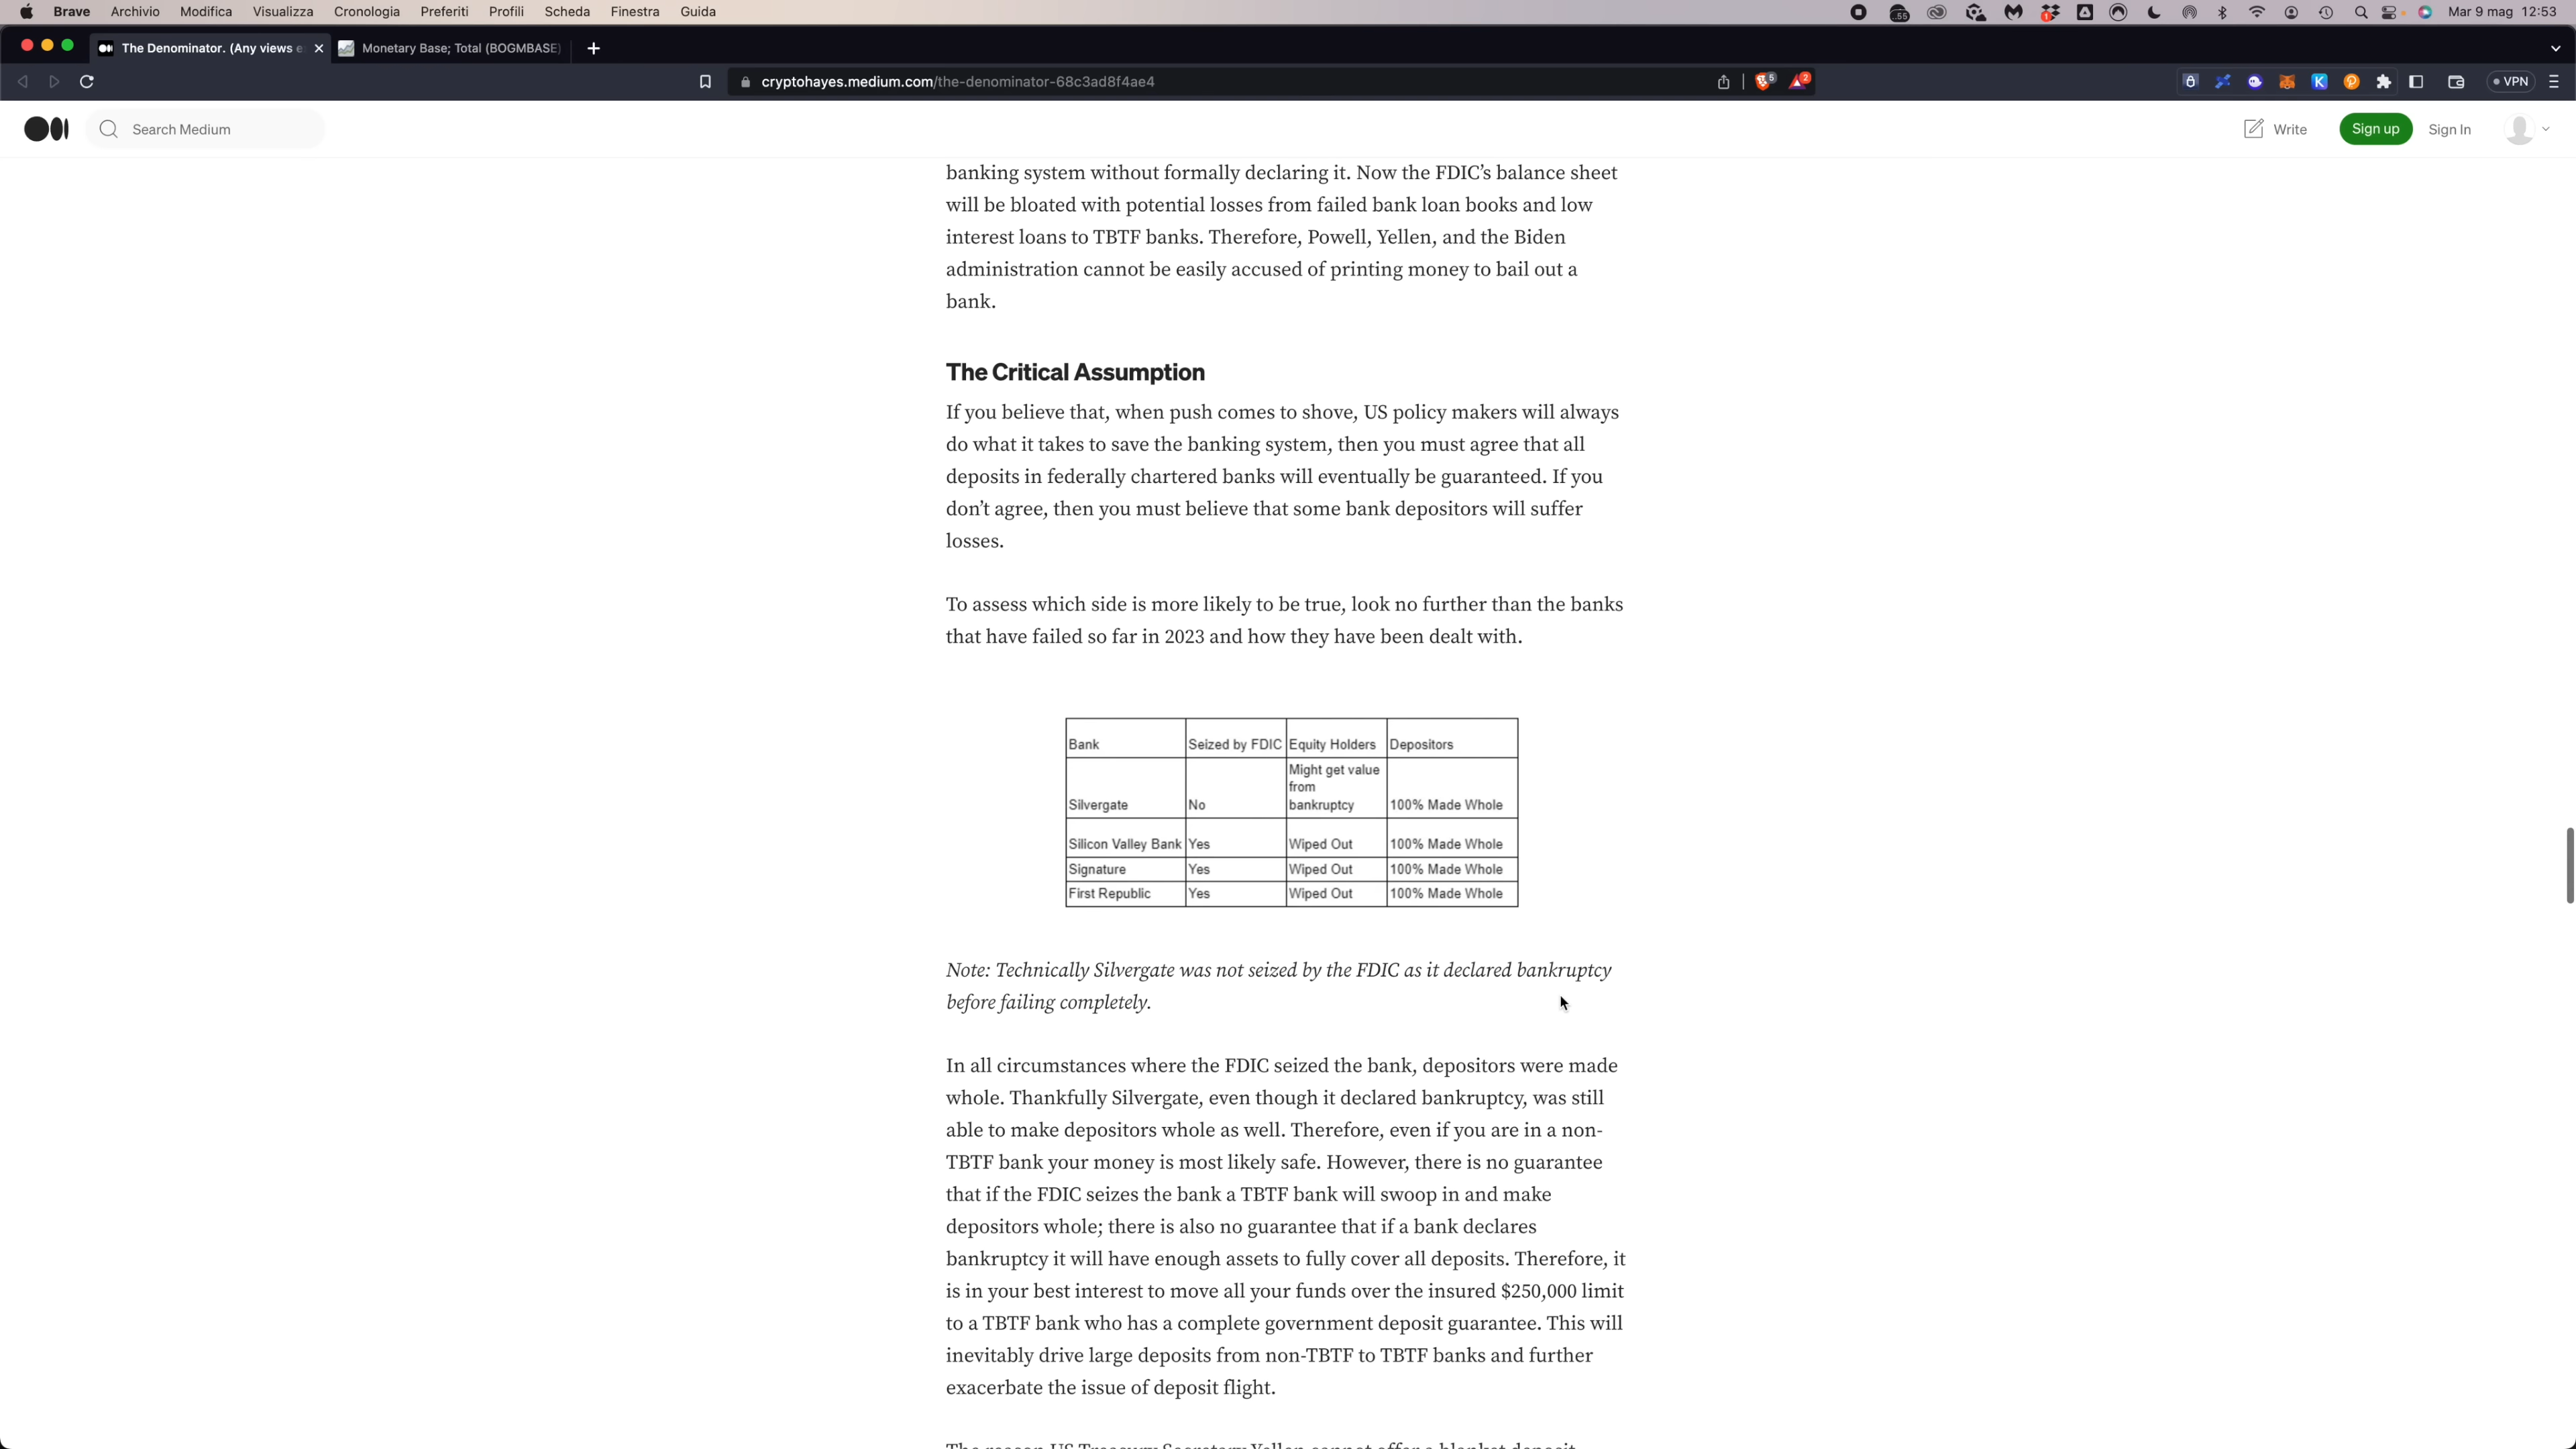 Brave Archivio Modifica Visualizza Cronologia Preferiti Profili Scheda Finestra Guida Mar 9 mag 12:53
The Denominator. (Any views e Monetary Base; Total (BOGMBASE)
cryptohayes.medium.com/the-denominator-68c3ad8f4ae4 VPN
Search Medium Write Sign up Sign In
banking system without formally declaring it. Now the FDIC’s balance sheet
will be bloated with potential losses from failed bank loan books and low
interest loans to TBTF banks. Therefore, Powell, Yellen, and the Biden
administration cannot be easily accused of printing money to bail out a
bank.
The Critical Assumption
If you believe that, when push comes to shove, US policy makers will always
do what it takes to save the banking system, then you must agree that all
deposits in federally chartered banks will eventually be guaranteed. If you
don’t agree, then you must believe that some bank depositors will suffer
losses.
To assess which side is more likely to be true, look no further than the banks
that have failed so far in 2023 and how they have been dealt with.
Bank Seized by FDIC Equity Holders Depositors
Might get value
from
Silvergate No bankruptcy 100% Made Whole
Silicon Valley Bank Yes Wiped Out 100% Made Whole
Signature Yes Wiped Out 100% Made Whole
First Republic Yes Wiped Out 100% Made Whole
Note: Technically Silvergate was not seized by the FDIC as it declared bankruptcy
before failing completely.
In all circumstances where the FDIC seized the bank, depositors were made
whole. Thankfully Silvergate, even though it declared bankruptcy, was still
able to make depositors whole as well. Therefore, even if you are in a non-
TBTF bank your money is most likely safe. However, there is no guarantee
that if the FDIC seizes the bank a TBTF bank will swoop in and make
depositors whole; there is also no guarantee that if a bank declares
bankruptcy it will have enough assets to fully cover all deposits. Therefore, it
is in your best interest to move all your funds over the insured $250,000 limit
to a TBTF bank who has a complete government deposit guarantee. This will
inevitably drive large deposits from non-TBTF to TBTF banks and further
exacerbate the issue of deposit flight.